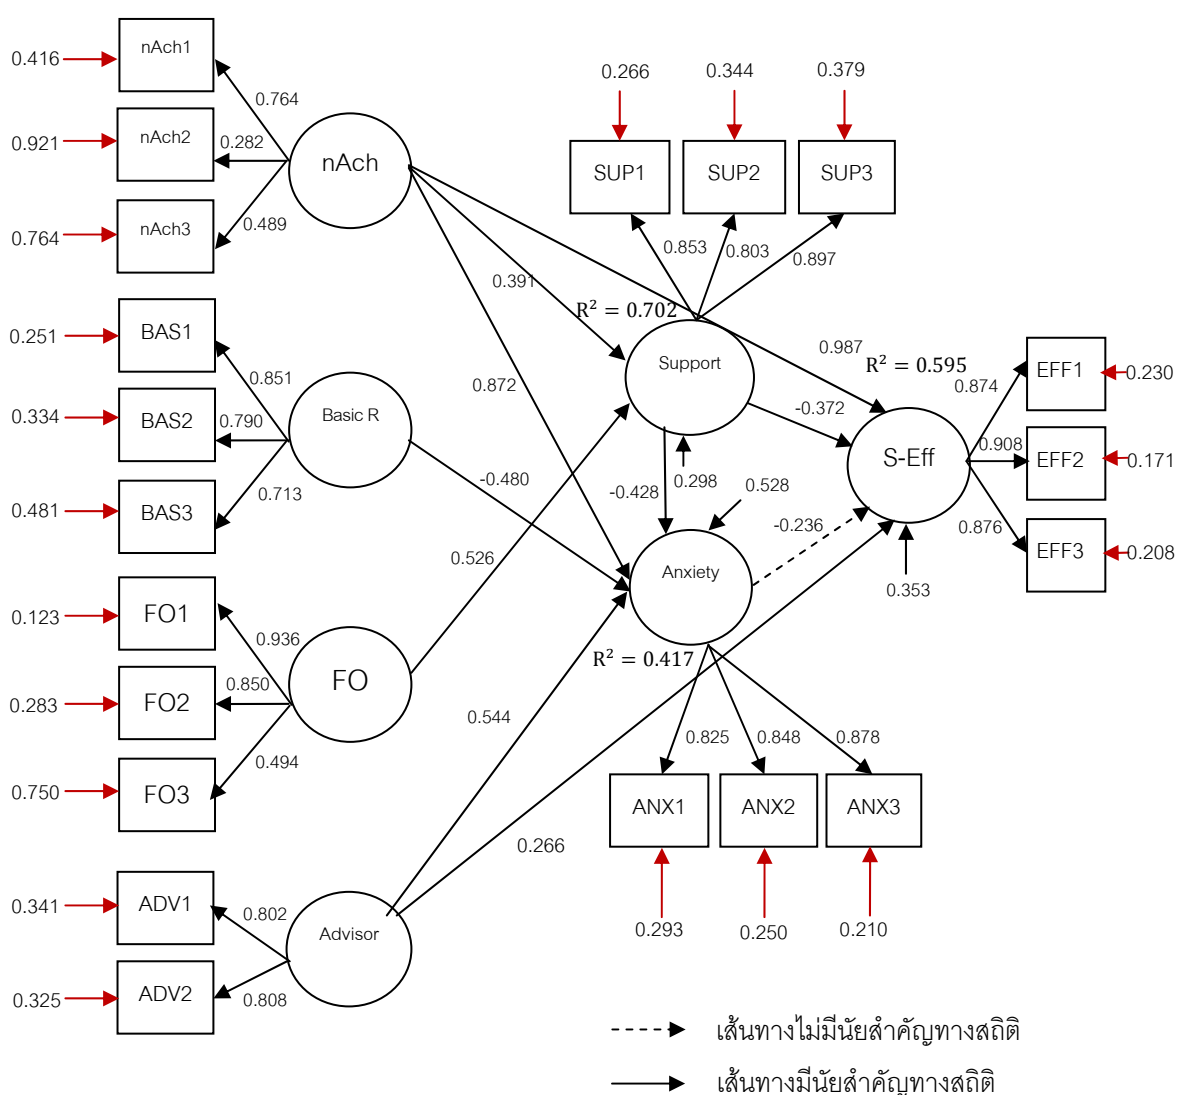 0.416
nAch1
0.764
0.921
nAch2
0.282
nAch
0.764
nAch3
0.489
0.266
0.344
0.379
SUP1
SUP2
SUP3
0.853
0.803
0.897
0.391
R² = 0.702
0.251
BAS1
0.851
0.334
BAS2
0.790
Basic R
0.481
BAS3
0.713
0.872
Support
0.987
R² = 0.595
-0.372
S-Eff
0.874
EFF1
0.230
0.908
EFF2
0.171
0.876
EFF3
0.208
-0.480
-0.428
0.298
0.528
-0.236
0.353
0.526
Anxiety
R² = 0.417
0.123
FO1
0.936
0.283
FO2
0.850
FO
0.750
FO3
0.494
0.544
0.825
0.848
0.878
ANX1
ANX2
ANX3
0.266
0.293
0.250
0.210
0.341
ADV1
0.802
Advisor
0.325
ADV2
0.808
เส้นทางไม่มีนัยสำคัญทางสถิติ
เส้นทางมีนัยสำคัญทางสถิติ